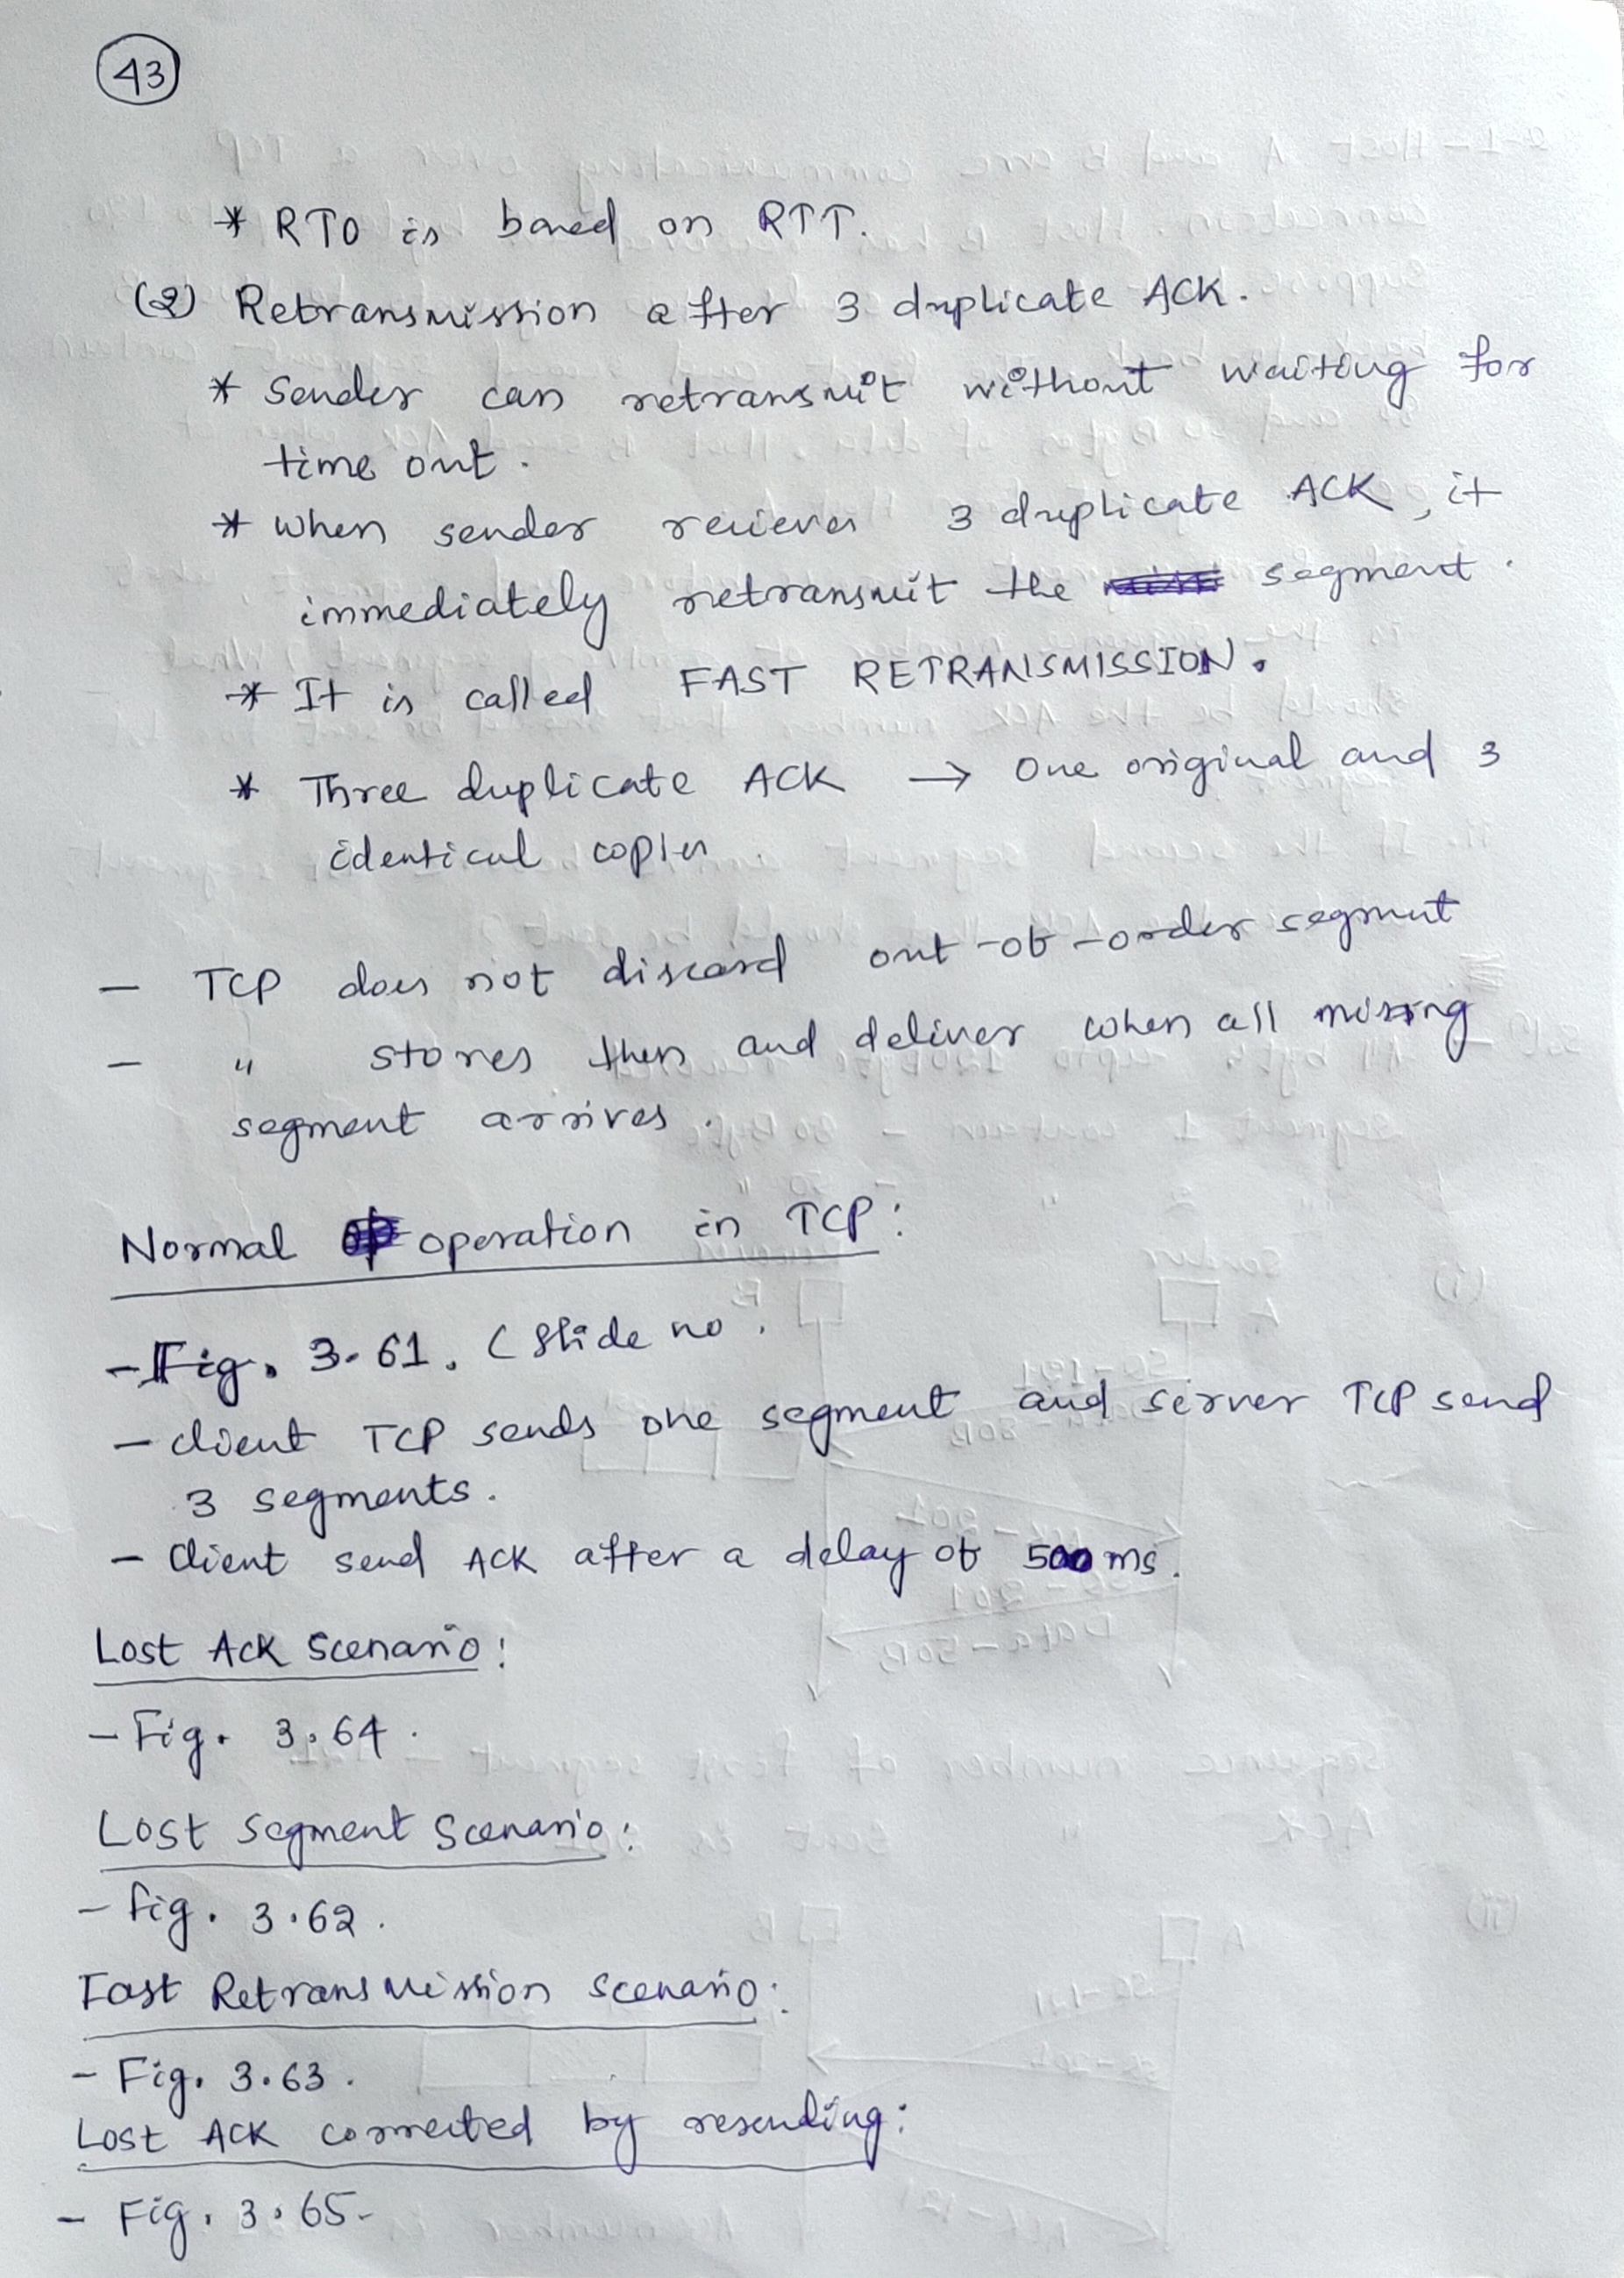 43
* RTO is based on RTT.
(2) Retransmission after 3 duplicate ACK.
* Sender can retransmit without waiting for
time out.
* When sender recieves 3 duplicate ACK, it
immediately retransmit the segment.
* It is called FAST RETRANSMISSION.
* Three duplicate ACK → One original and 3
identical copies.
- TCP does not discard out-of-order segment
- " stores then and deliver when all missing
segment arrives.
Normal operation in TCP:
- Fig. 3.61. (Slide no.
- Client TCP sends one segment and server TCP send
3 segments.
- Client send ACK after a delay of 500 ms.
Lost ACK Scenario:
- Fig. 3.64.
Lost Segment Scenario:
- Fig. 3.62.
Fast Retransmission Scenario:
- Fig. 3.63.
Lost ACK corrected by resending:
- Fig. 3.65.